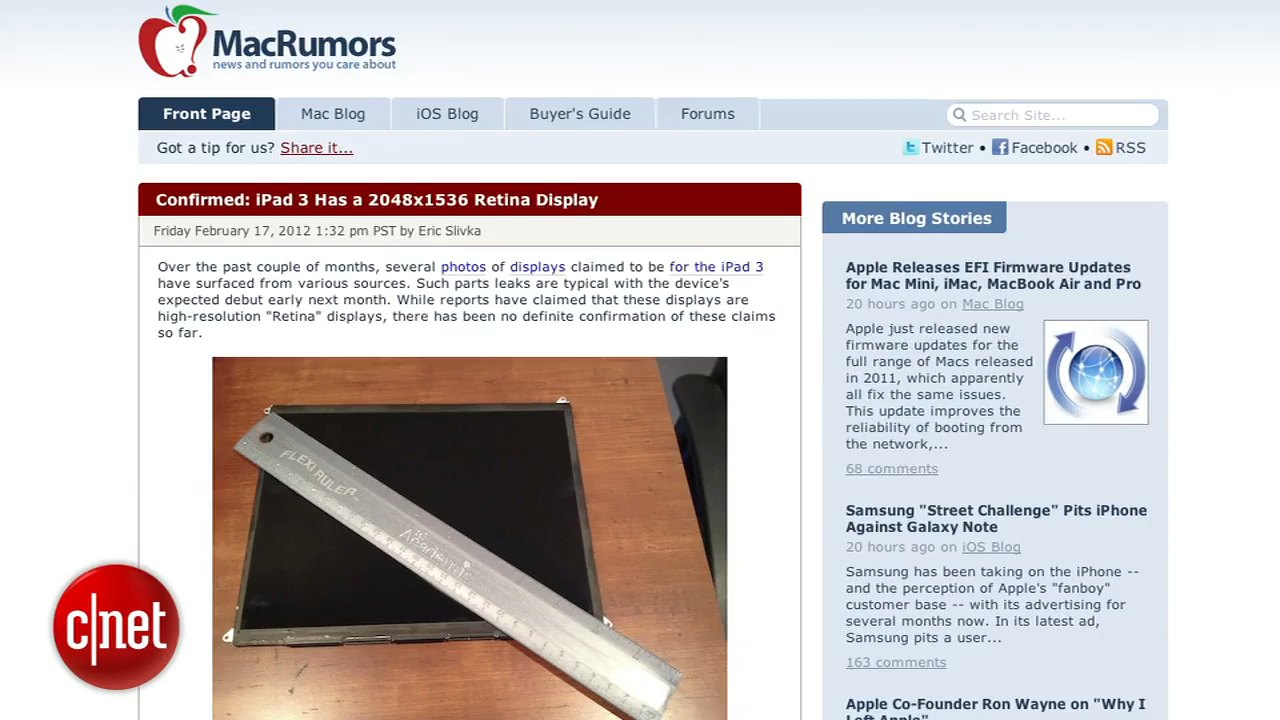 MacRumors
news and rumors you care about
Front Page
Mac Blog
iOS Blog
Buyer's Guide
Forums
Search Site...
Got a tip for us? Share it...
Twitter • Facebook • RSS
Confirmed: iPad 3 Has a 2048x1536 Retina Display
Friday February 17, 2012 1:32 pm PST by Eric Slivka
Over the past couple of months, several photos of displays claimed to be for the iPad 3
have surfaced from various sources. Such parts leaks are typical with the device's
expected debut early next month. While reports have claimed that these displays are
high-resolution "Retina" displays, there has been no definite confirmation of these claims
so far.
FLEXI RULER
c|net
More Blog Stories
Apple Releases EFI Firmware Updates
for Mac Mini, iMac, MacBook Air and Pro
20 hours ago on Mac Blog
Apple just released new
firmware updates for the
full range of Macs released
in 2011, which apparently
all fix the same issues.
This update improves the
reliability of booting from
the network,...
68 comments
Samsung "Street Challenge" Pits iPhone
Against Galaxy Note
20 hours ago on iOS Blog
Samsung has been taking on the iPhone --
and the perception of Apple's "fanboy"
customer base -- with its advertising for
several months now. In its latest ad,
Samsung pits a user...
163 comments
Apple Co-Founder Ron Wayne on "Why I
Left Apple"